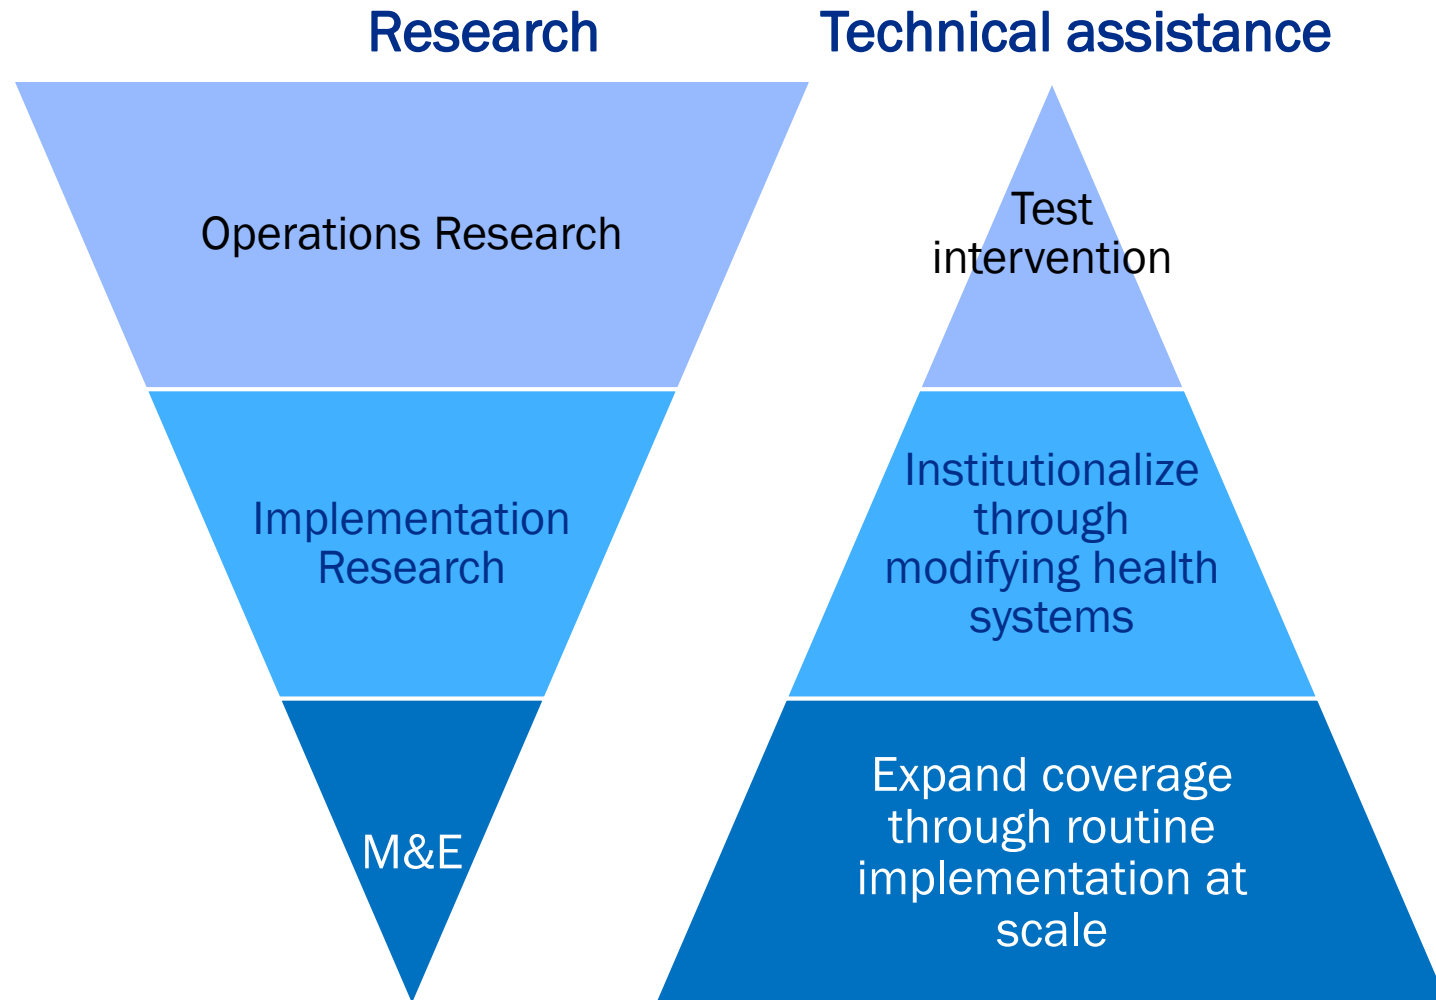 Research
Technical assistance
Operations Research
Test
intervention
Implementation
Research
Institutionalize
through
modifying health
systems
M&E
Expand coverage
through routine
implementation at
scale